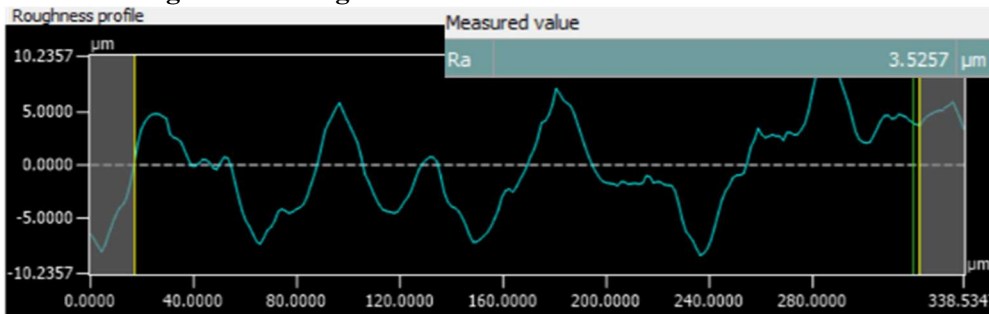 Roughness profile
Measured value
µm
Ra 3.5257 µm
10.2357
5.0000
0.0000
-5.0000
-10.2357
µm
0.0000 40.0000 80.0000 120.0000 160.0000 200.0000 240.0000 280.0000 338.534